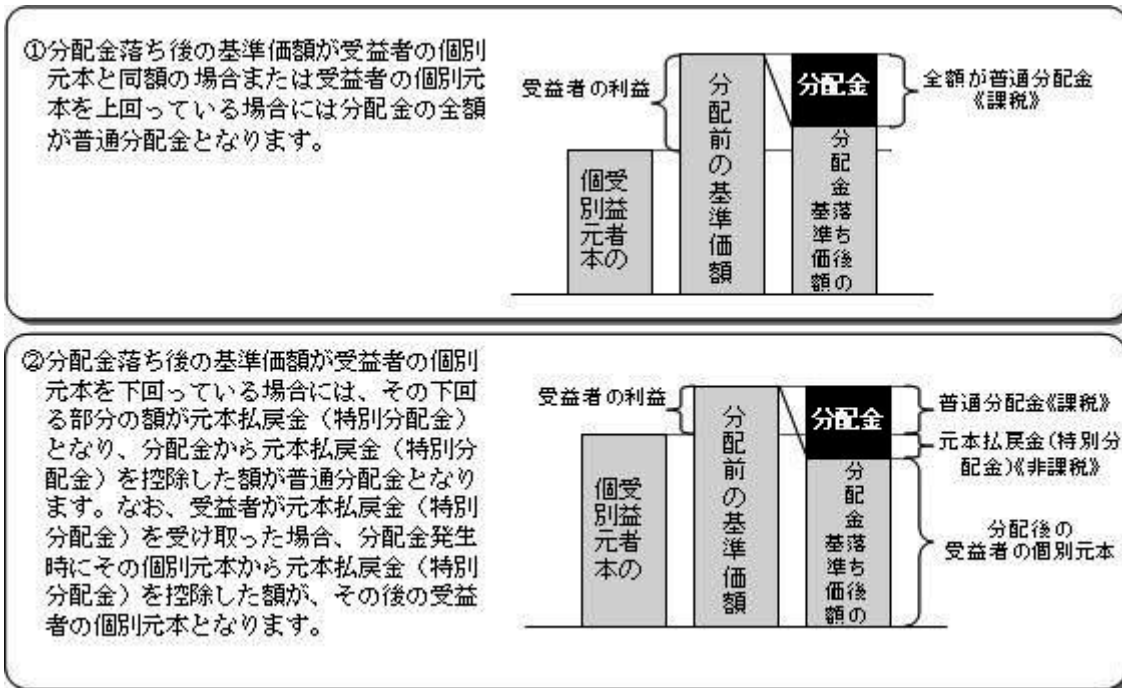 ①分配金落ち後の基準価額が受益者の個別
元本と同額の場合または受益者の個別元
本を上回っている場合には分配金の全額
が普通分配金となります。
受益者の利益
受益者の
個別元本
分配前の基準価額
分配金
分配金落ち後の
基準価額
全額が普通分配金
《課税》
②分配金落ち後の基準価額が受益者の個別
元本を下回っている場合には、その下回
る部分の額が元本払戻金（特別分配金）
となり、分配金から元本払戻金（特別分
配金）を控除した額が普通分配金となり
ます。なお、受益者が元本払戻金（特別
分配金）を受け取った場合、分配金発生
時にその個別元本から元本払戻金（特別
分配金）を控除した額が、その後の受益
者の個別元本となります。
受益者の利益
受益者の
個別元本
分配前の基準価額
分配金
分配金落ち後の
基準価額
普通分配金《課税》
元本払戻金(特別分
配金)《非課税》
分配後の
受益者の個別元本